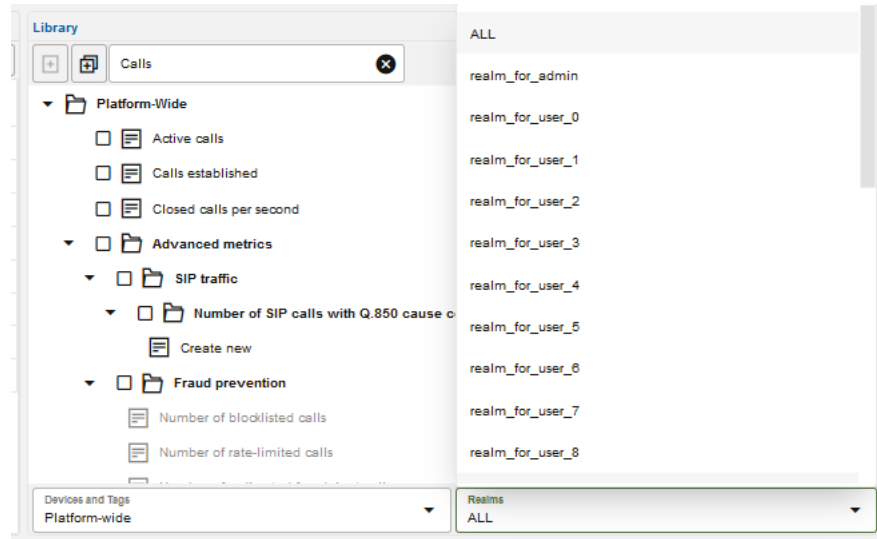 Library
Calls
Platform-Wide
Active calls
Calls established
Closed calls per second
Advanced metrics
SIP traffic
Number of SIP calls with Q.850 cause
Create new
Fraud prevention
Number of blocklisted calls
Number of rate-limited calls
Devices and Tags
Platform-wide
ALL
realm_for_admin
realm_for_user_0
realm_for_user_1
realm_for_user_2
realm_for_user_3
realm_for_user_4
realm_for_user_5
realm_for_user_6
realm_for_user_7
realm_for_user_8
Realms
ALL